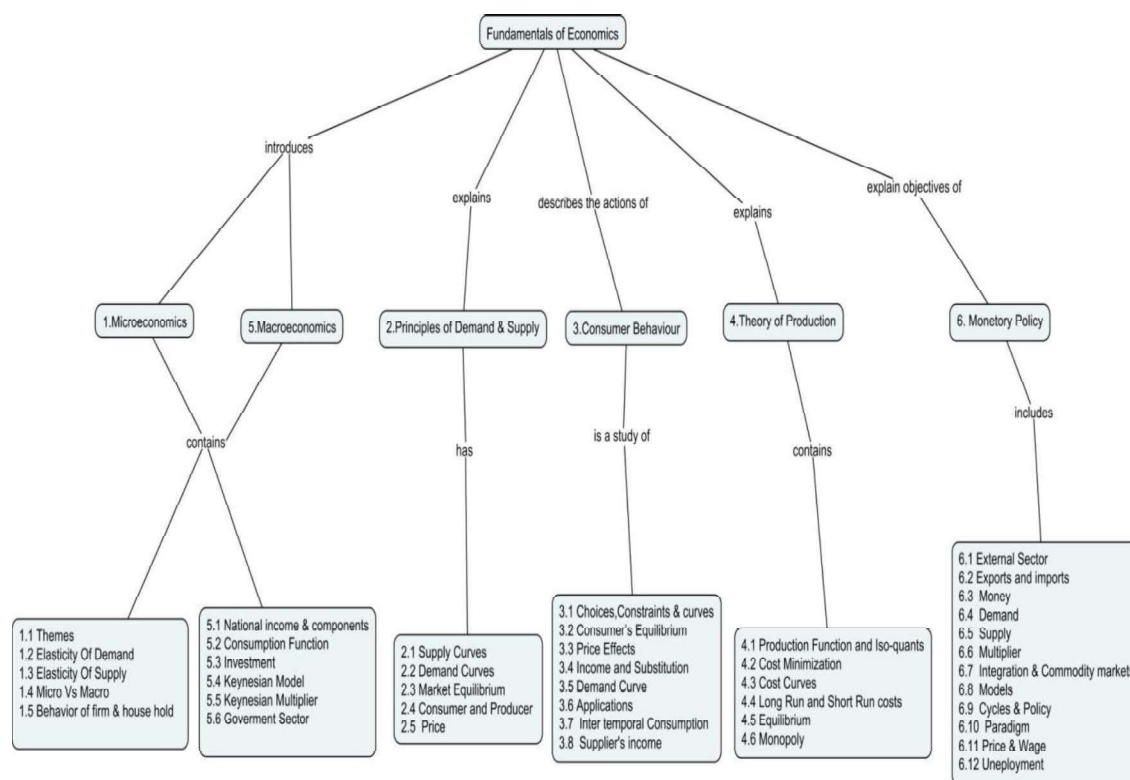 Fundamentals of Economics
introduces
explains
describes the actions of
explains
explain objectives of
1.Microeconomics
5.Macroeconomics
2.Principles of Demand & Supply
3.Consumer Behaviour
4.Theory of Production
6. Monetory Policy
contains
has
is a study of
contains
includes
1.1 Themes
1.2 Elasticity Of Demand
1.3 Elasticity Of Supply
1.4 Micro Vs Macro
1.5 Behavior of firm & house hold
5.1 National income & components
5.2 Consumption Function
5.3 Investment
5.4 Keynesian Model
5.5 Keynesian Multiplier
5.6 Goverment Sector
2.1 Supply Curves
2.2 Demand Curves
2.3 Market Equilibrium
2.4 Consumer and Producer
2.5 Price
3.1 Choices,Constraints & curves
3.2 Consumer's Equilibrium
3.3 Price Effects
3.4 Income and Substitution
3.5 Demand Curve
3.6 Applications
3.7 Inter temporal Consumption
3.8 Supplier's income
4.1 Production Function and Iso-quants
4.2 Cost Minimization
4.3 Cost Curves
4.4 Long Run and Short Run costs
4.5 Equilibrium
4.6 Monopoly
6.1 External Sector
6.2 Exports and imports
6.3 Money
6.4 Demand
6.5 Supply
6.6 Multiplier
6.7 Integration & Commodity markets
6.8 Models
6.9 Cycles & Policy
6.10 Paradigm
6.11 Price & Wage
6.12 Uneployment